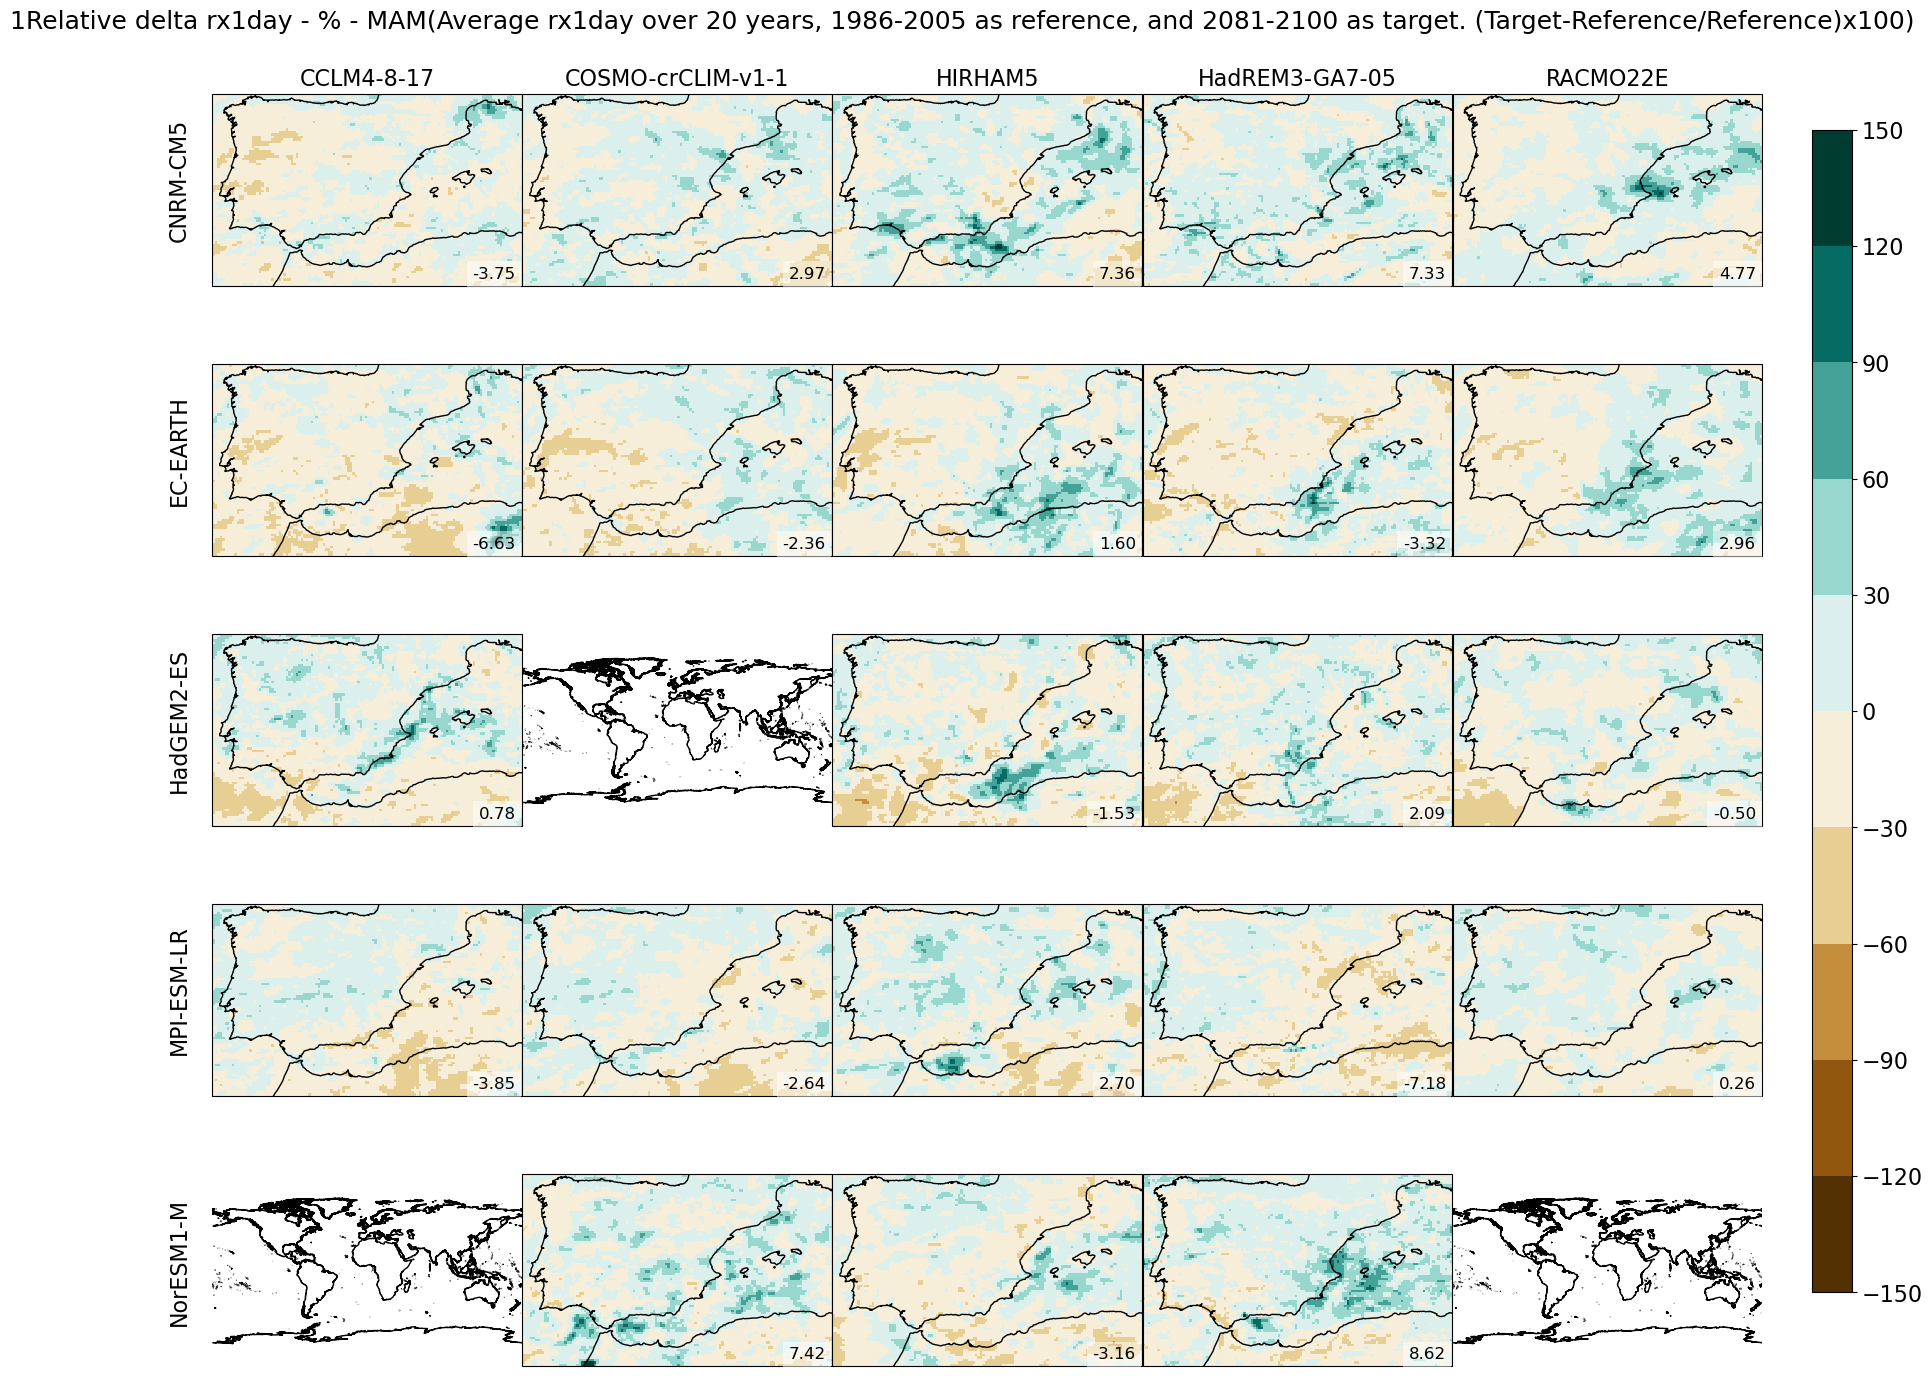 1Relative delta rx1day - % - MAM(Average rx1day over 20 years, 1986-2005 as reference, and 2081-2100 as target. (Target-Reference/Reference)x100)
CCLM4-8-17 COSMO-crCLIM-v1-1 HIRHAM5 HadREM3-GA7-05 RACMO22E
CNRM-CM5
-3.75 2.97 7.36 7.33 4.77
EC-EARTH
-6.63 -2.36 1.60 -3.32 2.96
HadGEM2-ES
0.78 -1.53 2.09 -0.50
MPI-ESM-LR
-3.85 -2.64 2.70 -7.18 0.26
NorESM1-M
7.42 -3.16 8.62
150
120
90
60
30
0
−30
−60
−90
−120
−150